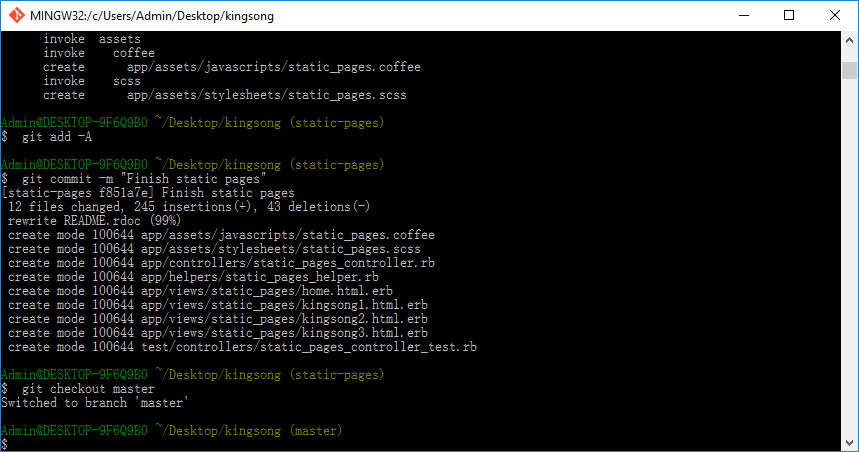 MINGW32:/c/Users/Admin/Desktop/kingsong
invoke  assets
invoke    coffee
create      app/assets/javascripts/static_pages.coffee
invoke    scss
create      app/assets/stylesheets/static_pages.scss
Admin@DESKTOP-9F6Q9B0 ~/Desktop/kingsong (static-pages)
$  git add -A
Admin@DESKTOP-9F6Q9B0 ~/Desktop/kingsong (static-pages)
$  git commit -m "Finish static pages"
[static-pages f851a7e] Finish static pages
12 files changed, 245 insertions(+), 43 deletions(-)
rewrite README.rdoc (99%)
create mode 100644 app/assets/javascripts/static_pages.coffee
create mode 100644 app/assets/stylesheets/static_pages.scss
create mode 100644 app/controllers/static_pages_controller.rb
create mode 100644 app/helpers/static_pages_helper.rb
create mode 100644 app/views/static_pages/home.html.erb
create mode 100644 app/views/static_pages/kingsong1.html.erb
create mode 100644 app/views/static_pages/kingsong2.html.erb
create mode 100644 app/views/static_pages/kingsong3.html.erb
create mode 100644 test/controllers/static_pages_controller_test.rb
Admin@DESKTOP-9F6Q9B0 ~/Desktop/kingsong (static-pages)
$  git checkout master
Switched to branch 'master'
Admin@DESKTOP-9F6Q9B0 ~/Desktop/kingsong (master)
$